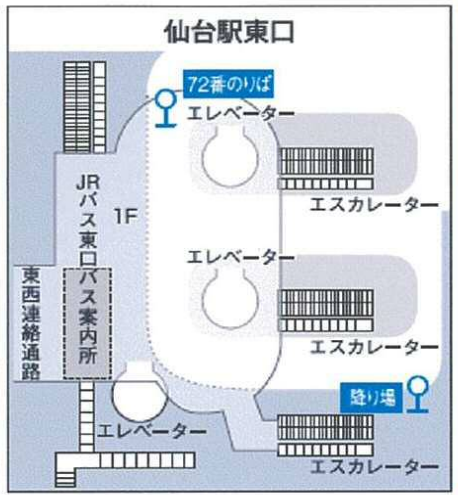 仙台駅東口
72番のりば
エレベーター
エスカレーター
JRバス東口バス案内所
1F
エレベーター
東西連絡通路
エスカレーター
降り場
エレベーター
エスカレーター